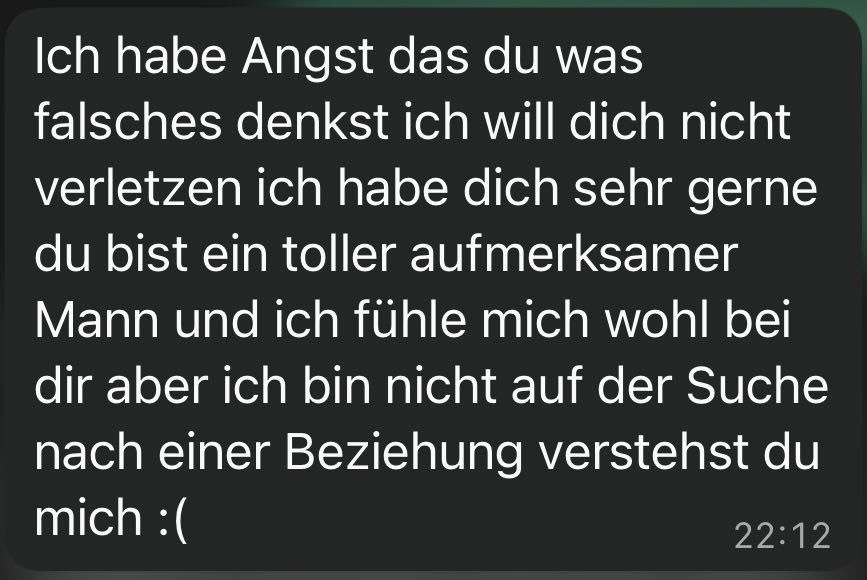 Ich habe Angst das du was
falsches denkst ich will dich nicht
verletzen ich habe dich sehr gerne
du bist ein toller aufmerksamer
Mann und ich fühle mich wohl bei
dir aber ich bin nicht auf der Suche
nach einer Beziehung verstehst du
mich :(
22:12